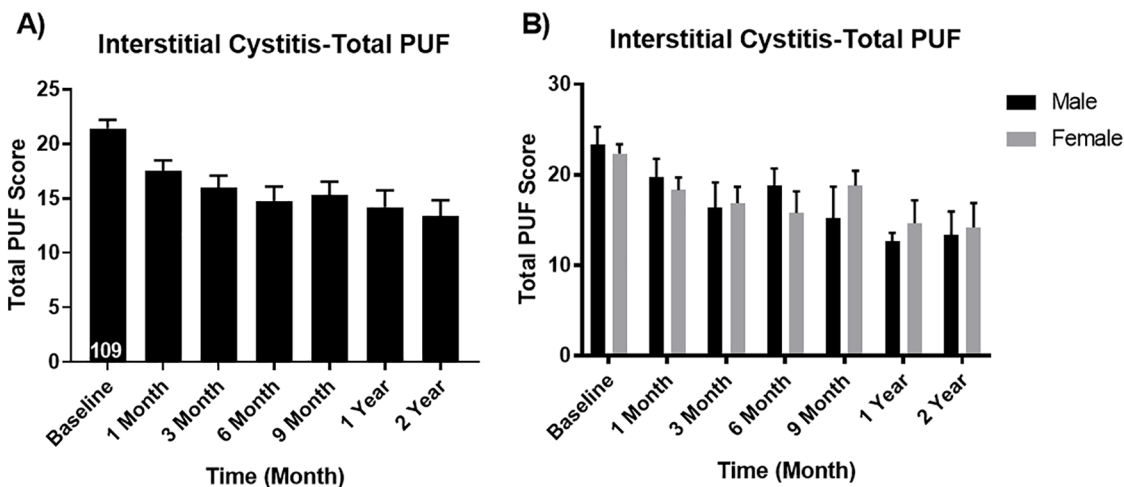 A)
Interstitial Cystitis-Total PUF
Total PUF Score
25
20
15
10
5
0
109
Baseline
1 Month
3 Month
6 Month
9 Month
1 Year
2 Year
Time (Month)
B)
Interstitial Cystitis-Total PUF
Total PUF Score
30
20
10
0
Baseline
1 Month
3 Month
6 Month
9 Month
1 Year
2 Year
Time (Month)
Male
Female